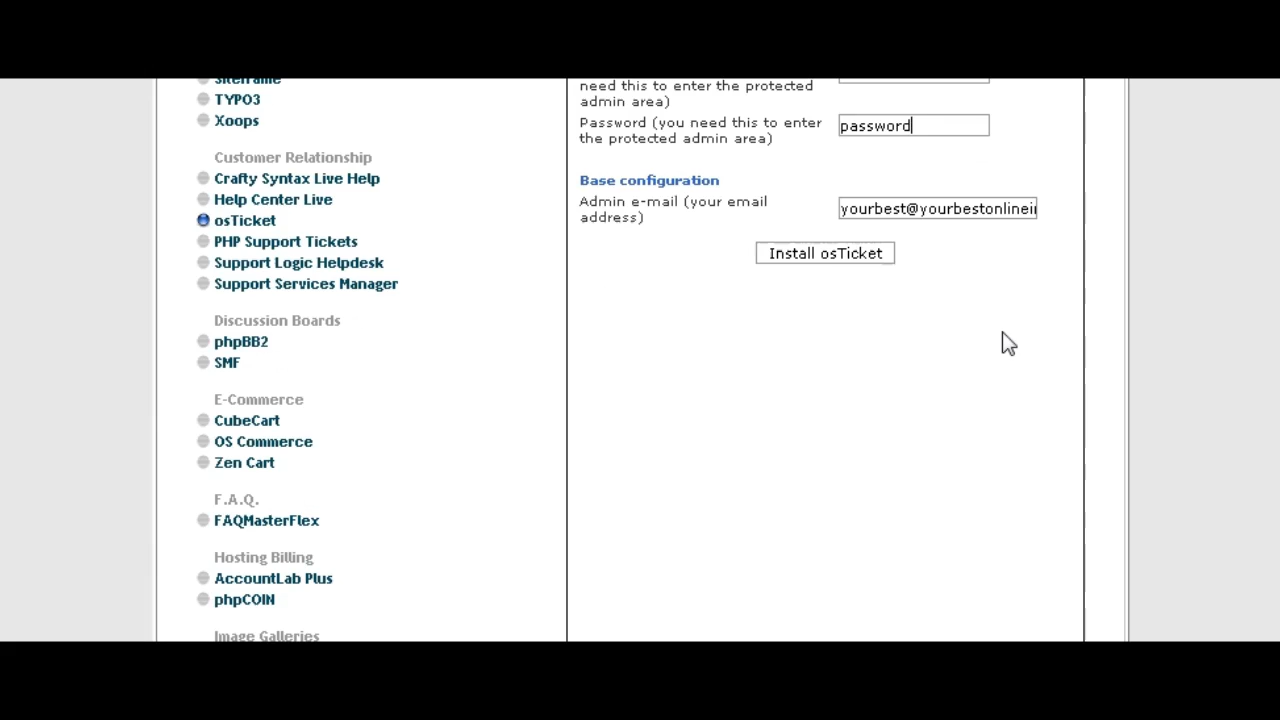 Siteframe
TYPO3
Xoops
Customer Relationship
Crafty Syntax Live Help
Help Center Live
osTicket
PHP Support Tickets
Support Logic Helpdesk
Support Services Manager
Discussion Boards
phpBB2
SMF
E-Commerce
CubeCart
OS Commerce
Zen Cart
F.A.Q.
FAQMasterFlex
Hosting Billing
AccountLab Plus
phpCOIN
Image Galleries
need this to enter the protected
admin area)
Password (you need this to enter
the protected admin area)
password
Base configuration
Admin e-mail (your email
address)
yourbest@yourbestonlinei
Install osTicket